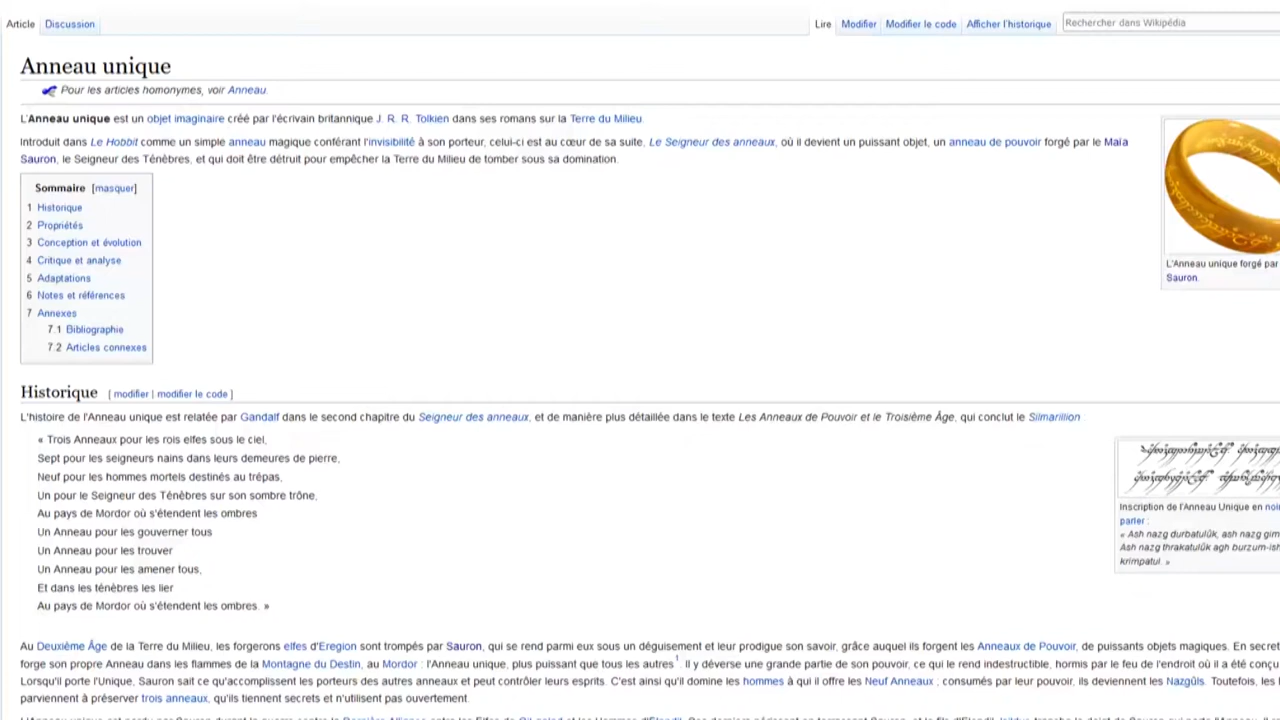 Article Discussion Lire Modifier Modifier le code Afficher l'historique Rechercher dans Wikipédia
Anneau unique
Pour les articles homonymes, voir Anneau.
L'Anneau unique est un objet imaginaire créé par l'écrivain britannique J. R. R. Tolkien dans ses romans sur la Terre du Milieu.
Introduit dans Le Hobbit comme un simple anneau magique conférant l'invisibilité à son porteur, celui-ci est au cœur de sa suite, Le Seigneur des anneaux, où il devient un puissant objet, un anneau de pouvoir forgé par le Maia
Sauron, le Seigneur des Ténèbres, et qui doit être détruit pour empêcher la Terre du Milieu de tomber sous sa domination.
Sommaire [masquer]
1 Historique
2 Propriétés
3 Conception et évolution
4 Critique et analyse
5 Adaptations
6 Notes et références
7 Annexes
7.1 Bibliographie
7.2 Articles connexes
L'Anneau unique forgé par
Sauron.
Historique [ modifier | modifier le code ]
L'histoire de l'Anneau unique est relatée par Gandalf dans le second chapitre du Seigneur des anneaux, et de manière plus détaillée dans le texte Les Anneaux de Pouvoir et le Troisième Âge, qui conclut le Silmarillion
« Trois Anneaux pour les rois elfes sous le ciel,
Sept pour les seigneurs nains dans leurs demeures de pierre,
Neuf pour les hommes mortels destinés au trépas,
Un pour le Seigneur des Ténèbres sur son sombre trône,
Au pays de Mordor où s'étendent les ombres
Un Anneau pour les gouverner tous
Un Anneau pour les trouver
Un Anneau pour les amener tous,
Et dans les ténèbres les lier
Au pays de Mordor où s'étendent les ombres. »
Inscription de l'Anneau Unique en noir
parler :
« Ash nazg durbatulûk, ash nazg gim
Ash nazg thrakatulûk agh burzum-ish
krimpatul. »
Au Deuxième Âge de la Terre du Milieu, les forgerons elfes d'Eregion sont trompés par Sauron, qui se rend parmi eux sous un déguisement et leur prodigue son savoir, grâce auquel ils forgent les Anneaux de Pouvoir, de puissants objets magiques. En secret
forge son propre Anneau dans les flammes de la Montagne du Destin, au Mordor : l'Anneau unique, plus puissant que tous les autres1. Il y déverse une grande partie de son pouvoir, ce qui le rend indestructible, hormis par le feu de l'endroit où il a été conçu
Lorsqu'il porte l'Unique, Sauron sait ce qu'accomplissent les porteurs des autres anneaux et peut contrôler leurs esprits. C'est ainsi qu'il domine les hommes à qui il offre les Neuf Anneaux ; consumés par leur pouvoir, ils deviennent les Nazgûls. Toutefois, les
parviennent à préserver trois anneaux, qu'ils tiennent secrets et n'utilisent pas ouvertement.